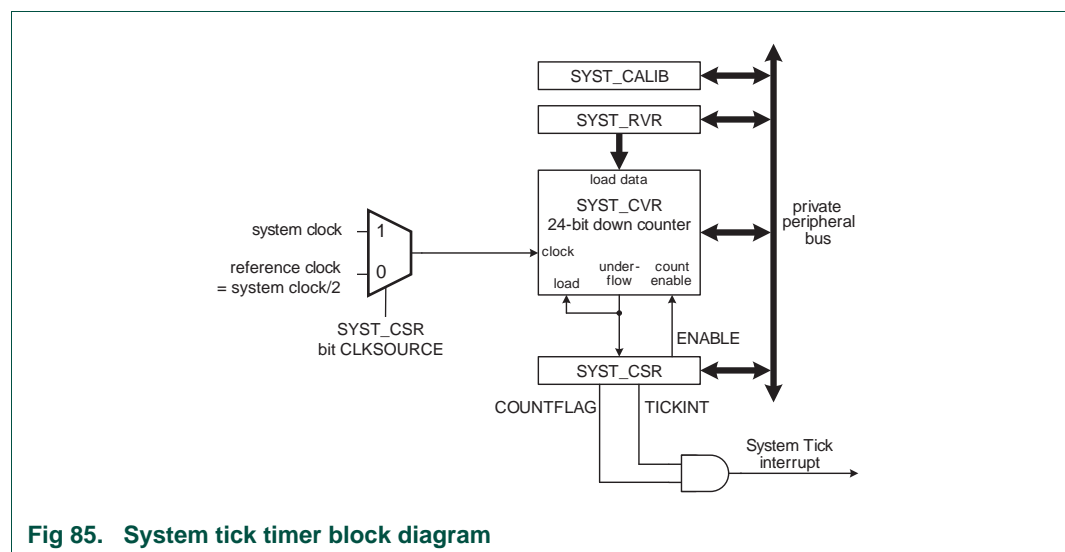 SYST_CALIB
SYST_RVR
load data
SYST_CVR
24-bit down counter
private
peripheral
bus
system clock
1
clock
reference clock
= system clock/2
0
under-
flow
count
enable
load
SYST_CSR
bit CLKSOURCE
ENABLE
SYST_CSR
COUNTFLAG
TICKINT
System Tick
interrupt
Fig 85. System tick timer block diagram